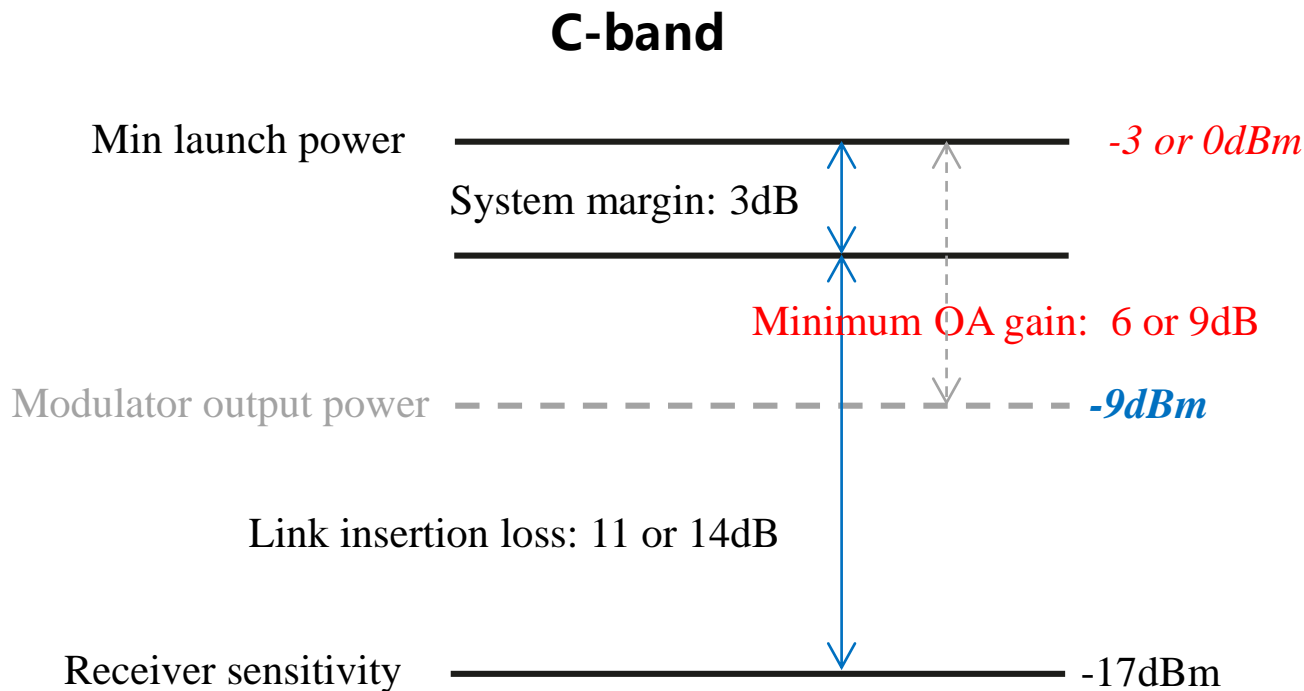 C-band
Min launch power
-3 or 0dBm
System margin: 3dB
Minimum OA gain: 6 or 9dB
Modulator output power
-9dBm
Link insertion loss: 11 or 14dB
Receiver sensitivity
-17dBm